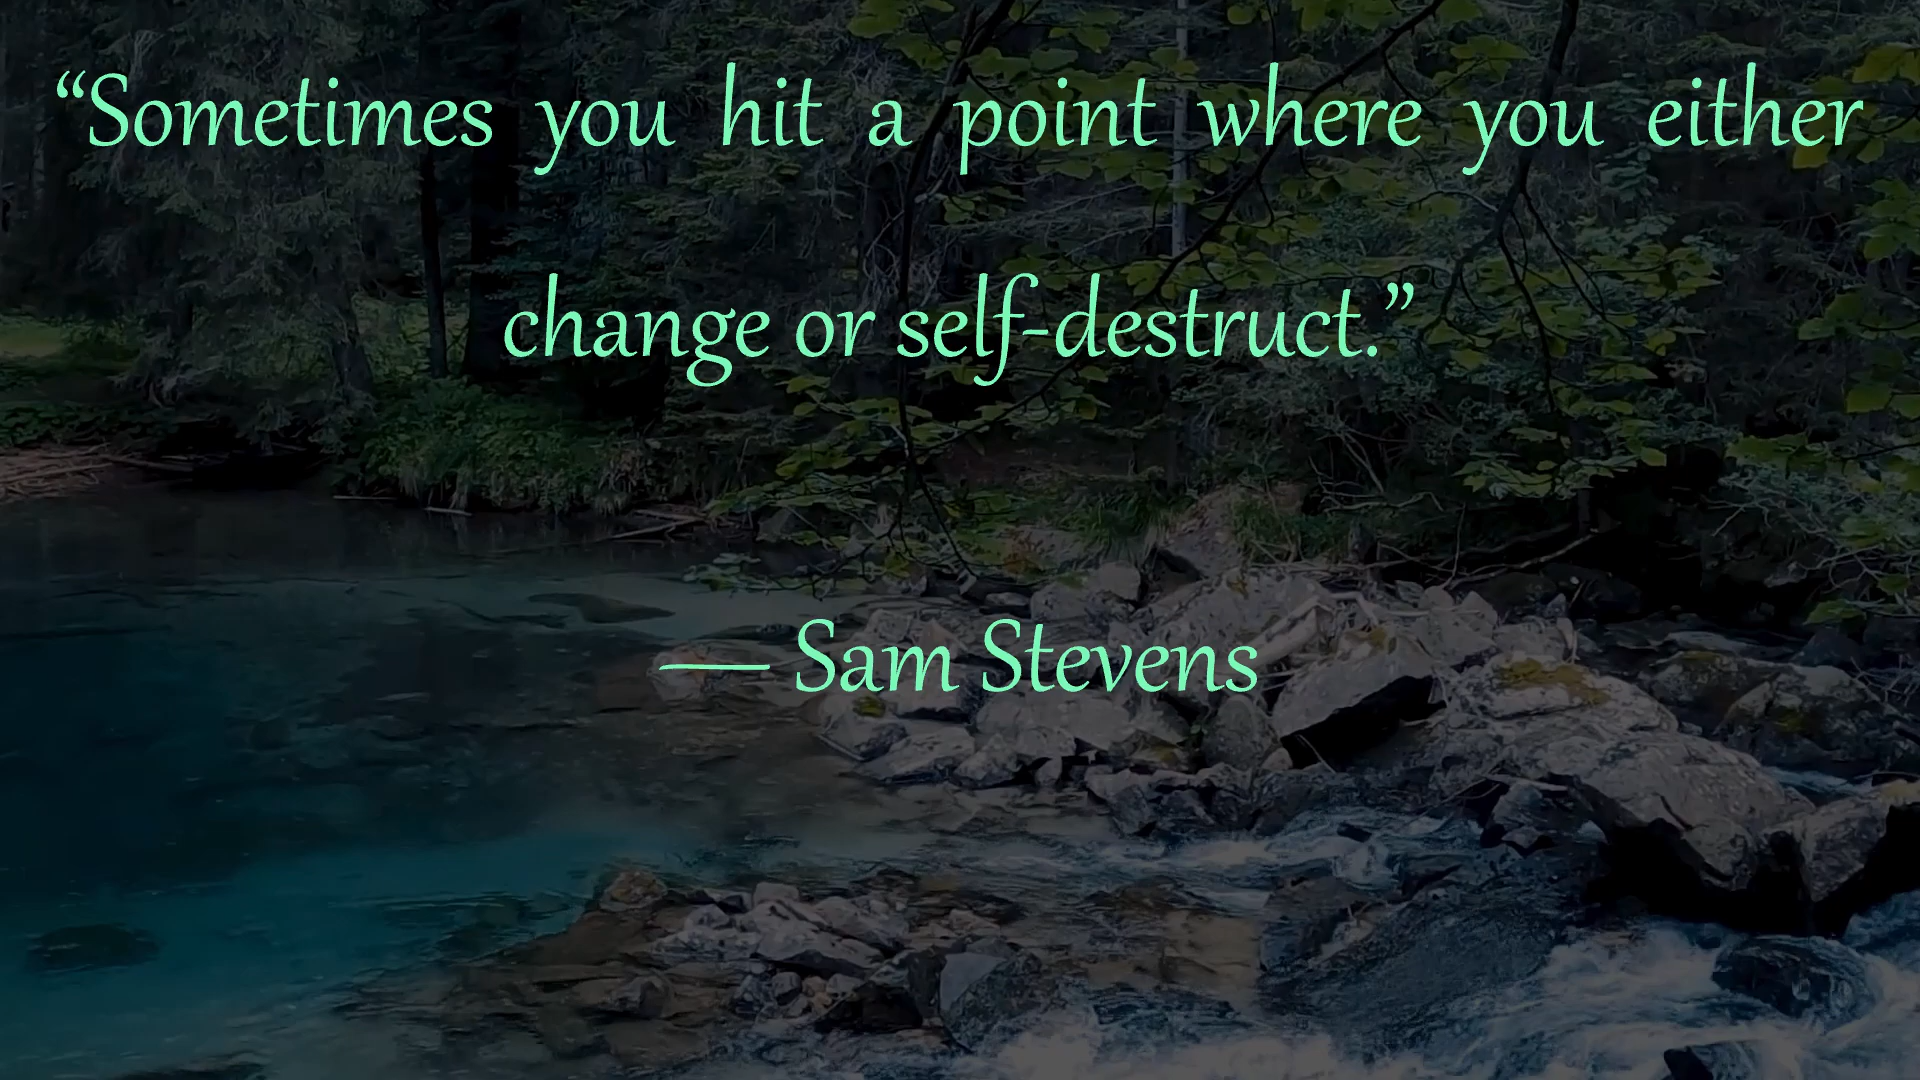 “Sometimes you hit a point where you either
change or self-destruct.”
— Sam Stevens